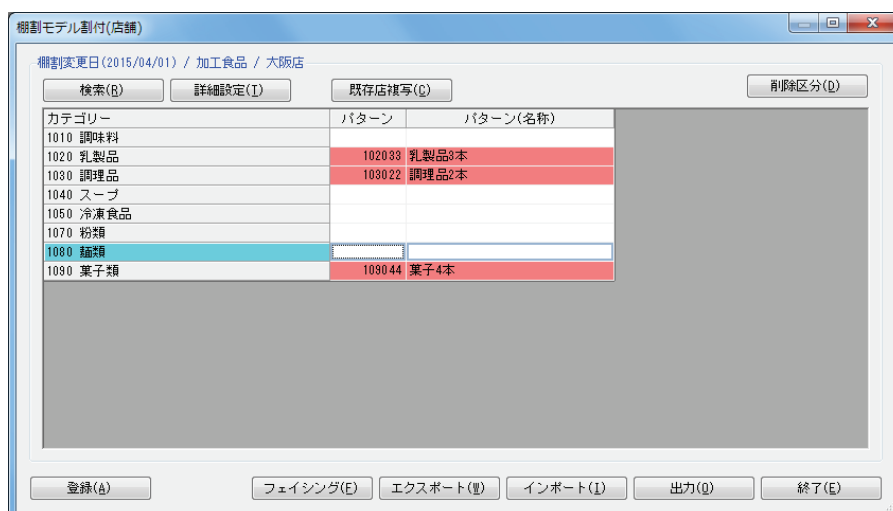 棚割モデル割付(店舗)
棚割変更日(2015/04/01) / 加工食品 / 大阪店
検索(R) 詳細設定(I) 既存店複写(C) 削除区分(D)
カテゴリー パターン パターン(名称)
1010 調味料
1020 乳製品 102033 乳製品3本
1030 調理品 103022 調理品2本
1040 スープ
1050 冷凍食品
1070 粉類
1080 麺類
1090 菓子類 109044 菓子4本
登録(A) フェイシング(F) エクスポート(W) インポート(I) 出力(O) 終了(E)